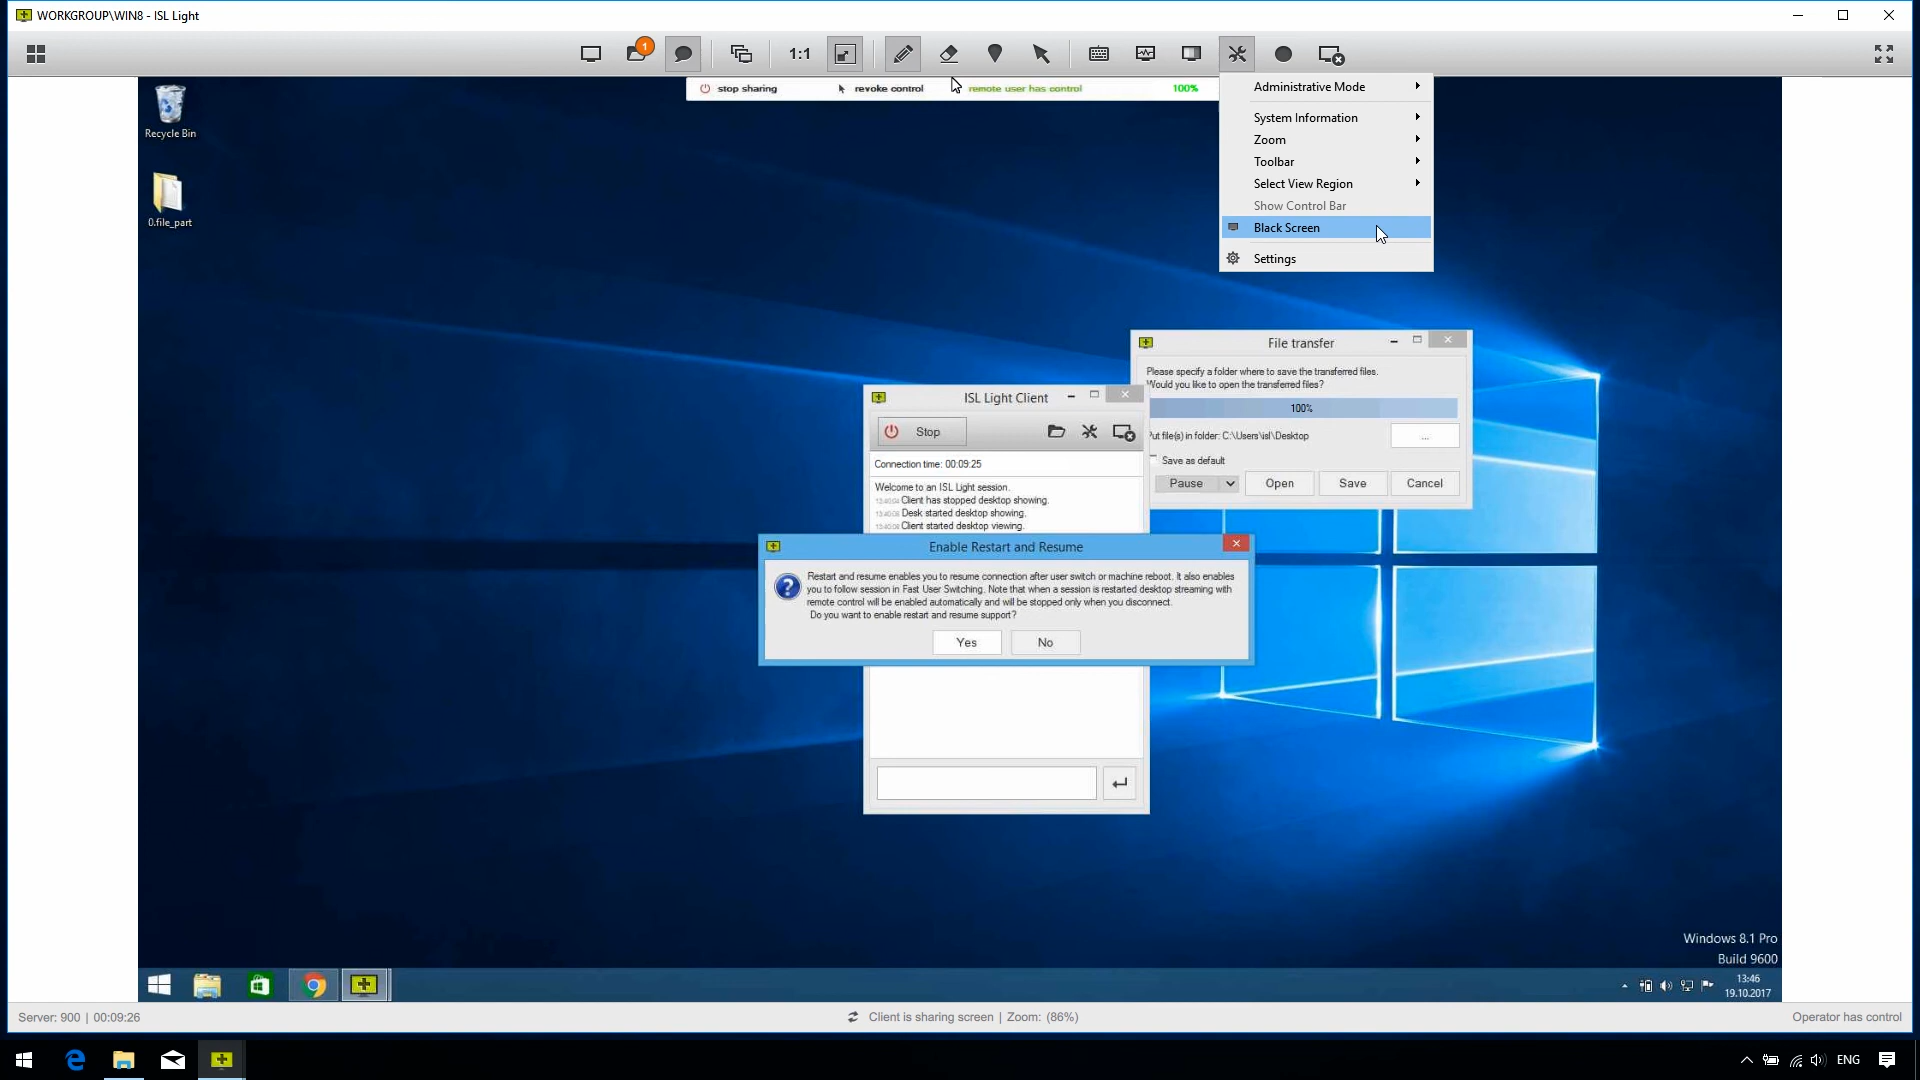 WORKGROUP\WIN8 - ISL Light
1
1:1
stop sharing
revoke control
remote user has control
100%
Administrative Mode
System Information
Zoom
Toolbar
Select View Region
Show Control Bar
Black Screen
Settings
Recycle Bin
0.file_part
File transfer
Please specify a folder where to save the transferred files.
Would you like to open the transferred files?
100%
Put file(s) in folder: C:\Users\isl\Desktop
...
Save as default
Pause
Open
Save
Cancel
ISL Light Client
Stop
Connection time: 00:09:25
Welcome to an ISL Light session.
Client has stopped desktop showing.
Desk started desktop showing.
Client started desktop viewing.
Enable Restart and Resume
Restart and resume enables you to resume connection after user switch or machine reboot. It also enables
you to follow session in Fast User Switching. Note that when a session is restarted desktop streaming with
remote control will be enabled automatically and will be stopped only when you disconnect.
Do you want to enable restart and resume support?
Yes
No
Windows 8.1 Pro
Build 9600
13:46
19.10.2017
Server: 900 | 00:09:26
Client is sharing screen | Zoom: (86%)
Operator has control
ENG